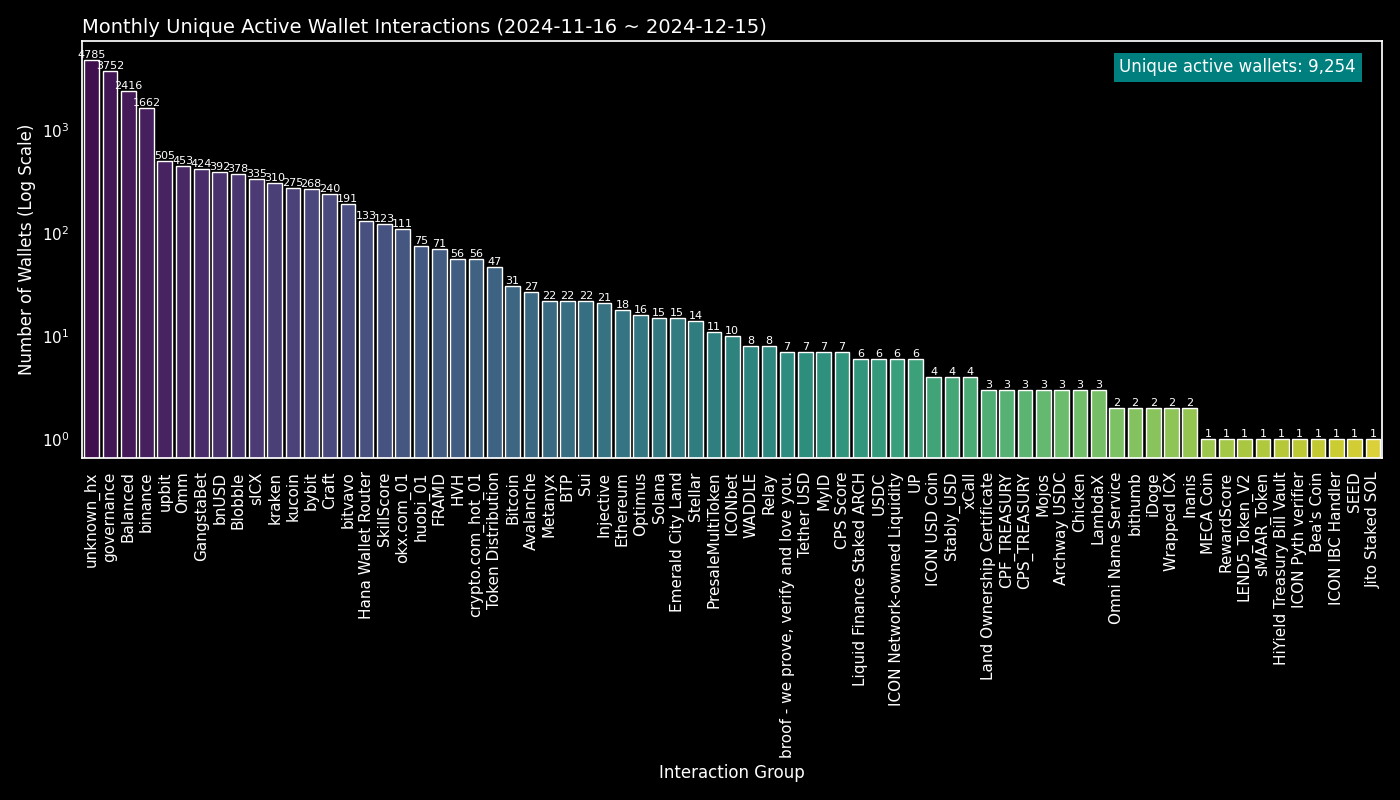 Monthly Unique Active Wallet Interactions (2024-11-16 ~ 2024-12-15)
Unique active wallets: 9,254
Number of Wallets (Log Scale)
10³
10²
10¹
10⁰
4785
3752
2416
1662
505
453
424
392
378
335
310
275
268
240
191
133
123
111
75
71
56
56
47
31
27
22
22
22
21
18
16
15
15
14
11
10
8
8
7
7
7
7
6
6
6
6
4
4
4
3
3
3
3
3
3
3
2
2
2
2
2
1
1
1
1
1
1
1
1
1
1
unknown_hx
governance
Balanced
binance
upbit
Omm
GangstaBet
bnUSD
Blobble
sICX
kraken
kucoin
bybit
Craft
bitvavo
Hana Wallet Router
SkillScore
okx.com_01
huobi_01
FRAMD
HVH
crypto.com_hot_01
Token Distribution
Bitcoin
Avalanche
Metanyx
BTP
Sui
Injective
Ethereum
Optimus
Solana
Emerald City Land
Stellar
PresaleMultiToken
ICONbet
WADDLE
Relay
broof - we prove, verify and love you.
Tether USD
MyID
CPS Score
Liquid Finance Staked ARCH
USDC
ICON Network-owned Liquidity
UP
ICON USD Coin
Stably_USD
xCall
Land Ownership Certificate
CPF_TREASURY
CPS_TREASURY
Mojos
Archway USDC
Chicken
LambdaX
Omni Name Service
bithumb
iDoge
Wrapped ICX
Inanis
MECA Coin
RewardScore
LEND5_Token_V2
sMAAR_Token
HiYield Treasury Bill Vault
ICON Pyth verifier
Bea's Coin
ICON IBC Handler
SEED
Jito Staked SOL
Interaction Group